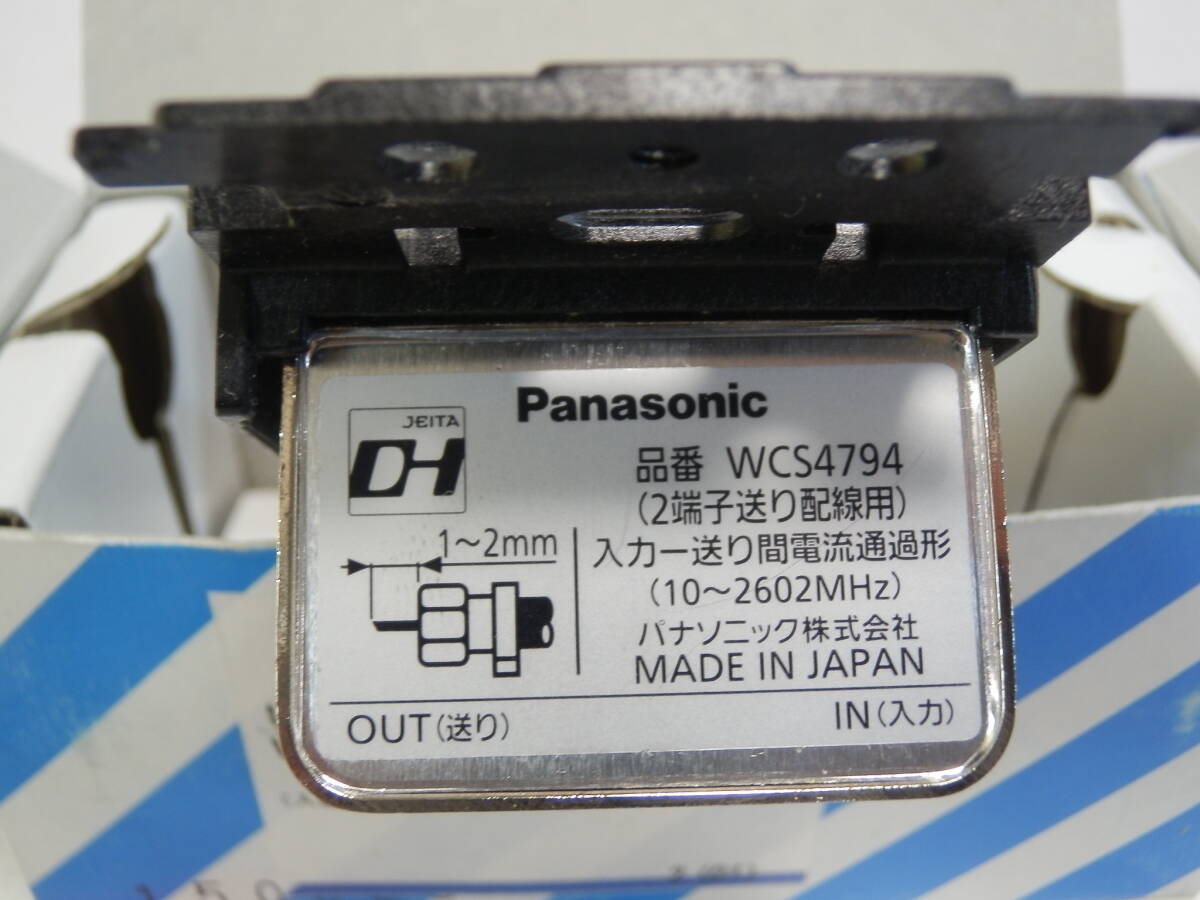 JEITA
DH
Panasonic
品番 WCS4794
(2端子送り配線用)
1～2mm
入力ー送り間電流通過形
(10～2602MHz)
パナソニック株式会社
MADE IN JAPAN
OUT(送り)
IN(入力)
150